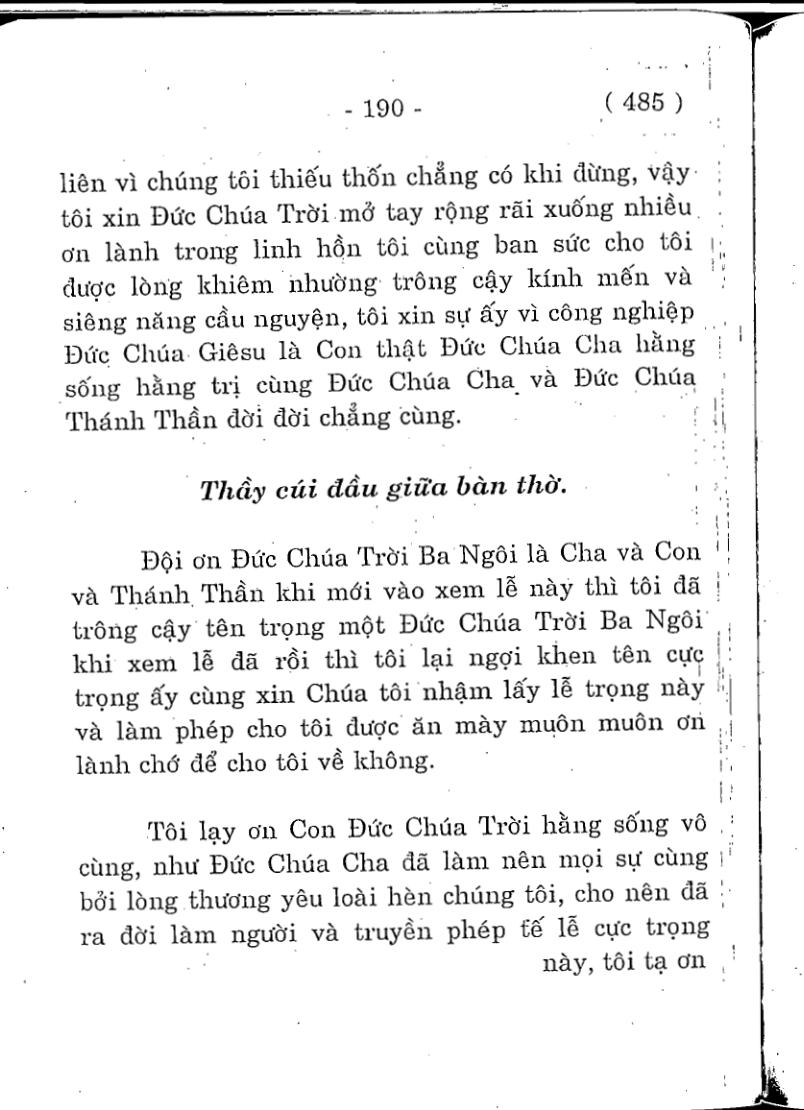 - 190 -
( 485 )
liên vì chúng tôi thiếu thốn chẳng có khi đừng, vậy
tôi xin Đức Chúa Trời mở tay rộng rãi xuống nhiều
ơn lành trong linh hồn tôi cùng ban sức cho tôi
được lòng khiêm nhường trông cậy kính mến và
siêng năng cầu nguyện, tôi xin sự ấy vì công nghiệp
Đức Chúa Giêsu là Con thật Đức Chúa Cha hằng
sống hằng trị cùng Đức Chúa Cha và Đức Chúa
Thánh Thần đời đời chẳng cùng.
Thầy cúi đầu giữa bàn thờ.
Đội ơn Đức Chúa Trời Ba Ngôi là Cha và Con
và Thánh Thần khi mới vào xem lễ này thì tôi đã
trông cậy tên trọng một Đức Chúa Trời Ba Ngôi
khi xem lễ đã rồi thì tôi lại ngợi khen tên cực
trọng ấy cùng xin Chúa tôi nhậm lấy lễ trọng này
và làm phép cho tôi được ăn mày muôn muôn ơn
lành chớ để cho tôi về không.
Tôi lạy ơn Con Đức Chúa Trời hằng sống vô
cùng, như Đức Chúa Cha đã làm nên mọi sự cùng
bởi lòng thương yêu loài hèn chúng tôi, cho nên đã
ra đời làm người và truyền phép tế lễ cực trọng
này, tôi tạ ơn